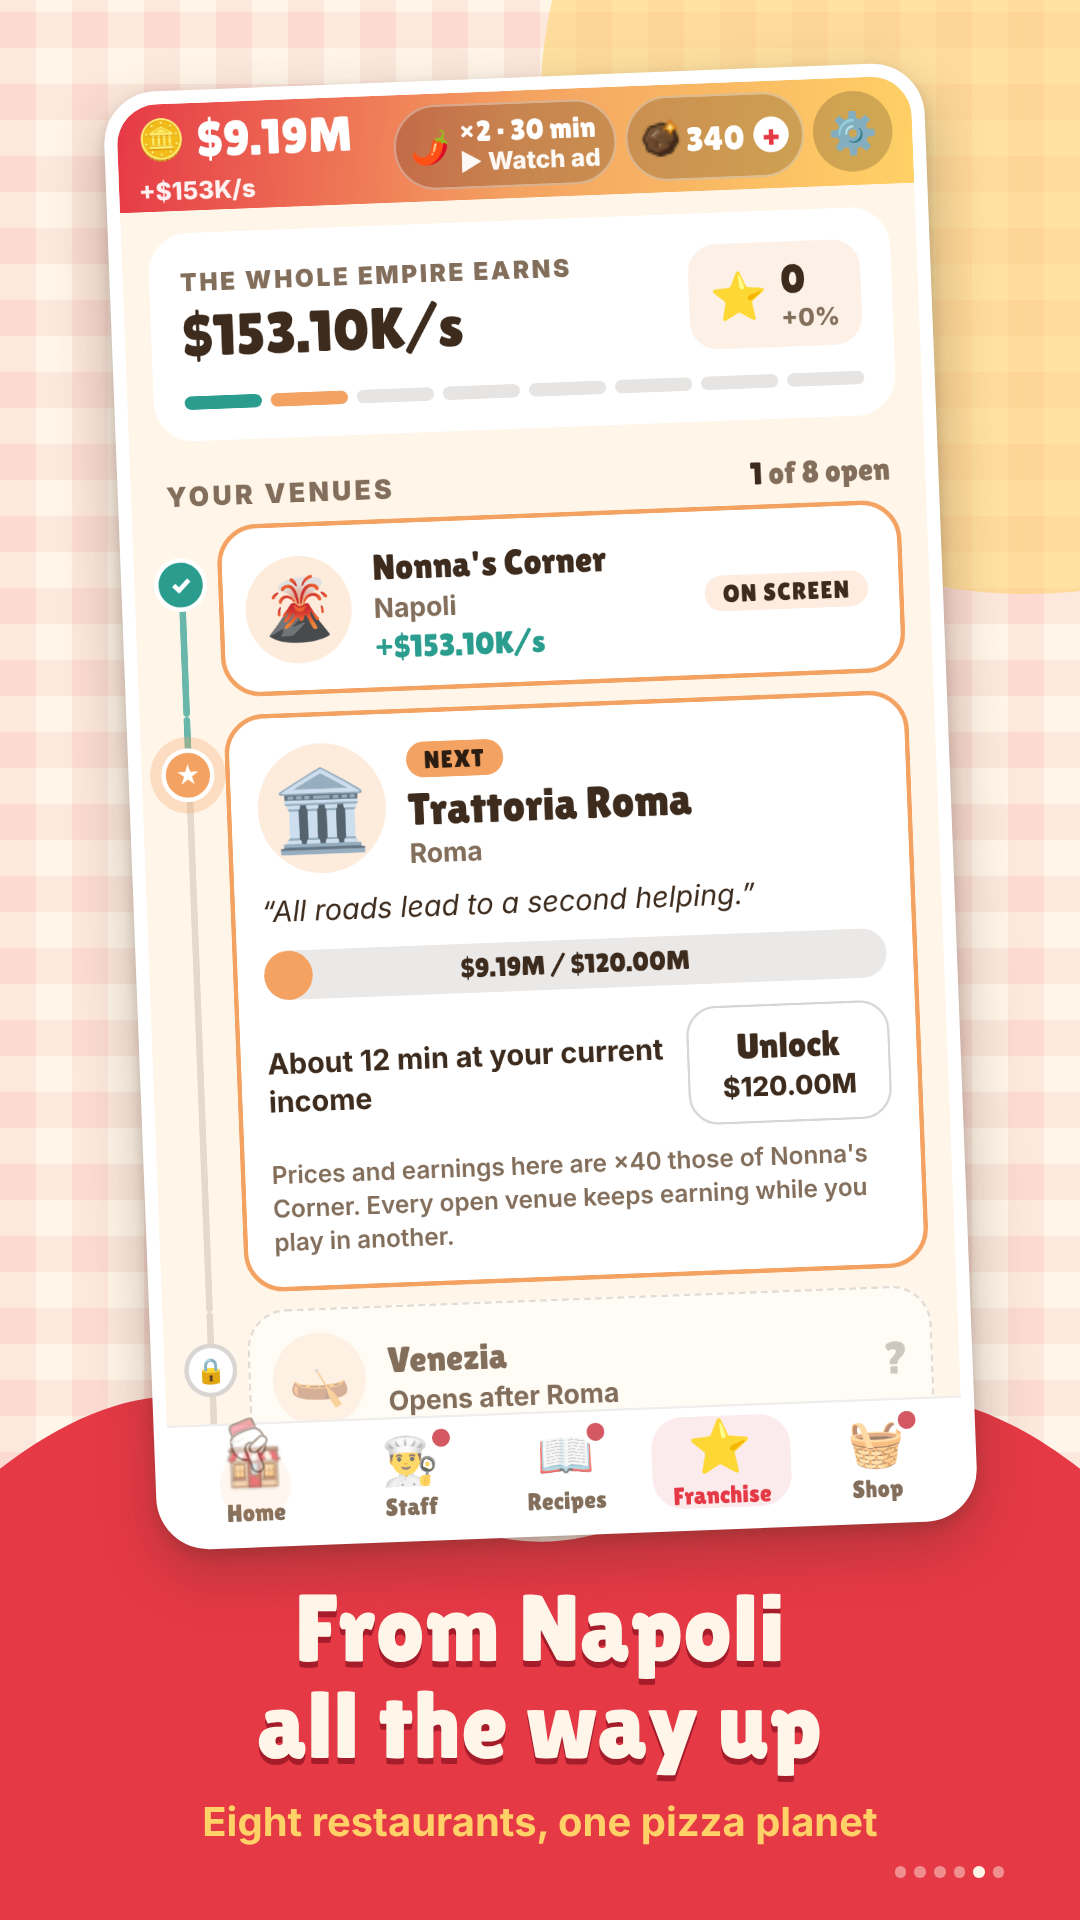 $9.19M
+$153K/s
×2 · 30 min
▶ Watch ad
340 +
THE WHOLE EMPIRE EARNS
$153.10K/s
0
+0%
YOUR VENUES
1 of 8 open
Nonna's Corner
Napoli
+$153.10K/s
ON SCREEN
NEXT
Trattoria Roma
Roma
“All roads lead to a second helping.”
$9.19M / $120.00M
About 12 min at your current
income
Unlock
$120.00M
Prices and earnings here are ×40 those of Nonna's
Corner. Every open venue keeps earning while you
play in another.
Venezia
Opens after Roma
?
Home
Staff
Recipes
Franchise
Shop
From Napoli
all the way up
Eight restaurants, one pizza planet